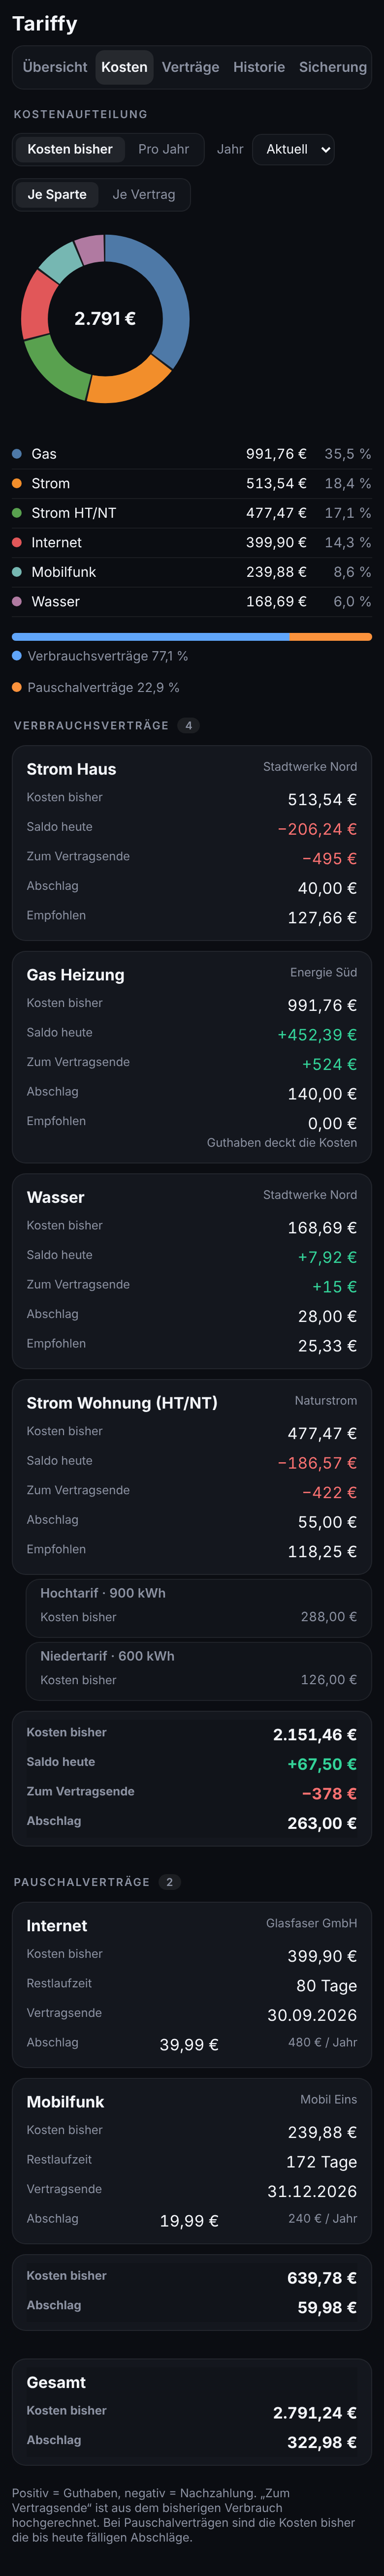 Tariffy
Übersicht Kosten Verträge Historie Sicherung
KOSTENAUFTEILUNG
Kosten bisher Pro Jahr Jahr Aktuell
Je Sparte Je Vertrag
2.791 €
Gas 991,76 € 35,5 %
Strom 513,54 € 18,4 %
Strom HT/NT 477,47 € 17,1 %
Internet 399,90 € 14,3 %
Mobilfunk 239,88 € 8,6 %
Wasser 168,69 € 6,0 %
Verbrauchsverträge 77,1 %
Pauschalverträge 22,9 %
VERBRAUCHSVERTRÄGE 4
Strom Haus Stadtwerke Nord
Kosten bisher 513,54 €
Saldo heute −206,24 €
Zum Vertragsende −495 €
Abschlag 40,00 €
Empfohlen 127,66 €
Gas Heizung Energie Süd
Kosten bisher 991,76 €
Saldo heute +452,39 €
Zum Vertragsende +524 €
Abschlag 140,00 €
Empfohlen 0,00 €
Guthaben deckt die Kosten
Wasser Stadtwerke Nord
Kosten bisher 168,69 €
Saldo heute +7,92 €
Zum Vertragsende +15 €
Abschlag 28,00 €
Empfohlen 25,33 €
Strom Wohnung (HT/NT) Naturstrom
Kosten bisher 477,47 €
Saldo heute −186,57 €
Zum Vertragsende −422 €
Abschlag 55,00 €
Empfohlen 118,25 €
Hochtarif · 900 kWh
Kosten bisher 288,00 €
Niedertarif · 600 kWh
Kosten bisher 126,00 €
Kosten bisher 2.151,46 €
Saldo heute +67,50 €
Zum Vertragsende −378 €
Abschlag 263,00 €
PAUSCHALVERTRÄGE 2
Internet Glasfaser GmbH
Kosten bisher 399,90 €
Restlaufzeit 80 Tage
Vertragsende 30.09.2026
Abschlag 39,99 € 480 € / Jahr
Mobilfunk Mobil Eins
Kosten bisher 239,88 €
Restlaufzeit 172 Tage
Vertragsende 31.12.2026
Abschlag 19,99 € 240 € / Jahr
Kosten bisher 639,78 €
Abschlag 59,98 €
Gesamt
Kosten bisher 2.791,24 €
Abschlag 322,98 €
Positiv = Guthaben, negativ = Nachzahlung. „Zum
Vertragsende“ ist aus dem bisherigen Verbrauch
hochgerechnet. Bei Pauschalverträgen sind die Kosten bisher
die bis heute fälligen Abschläge.